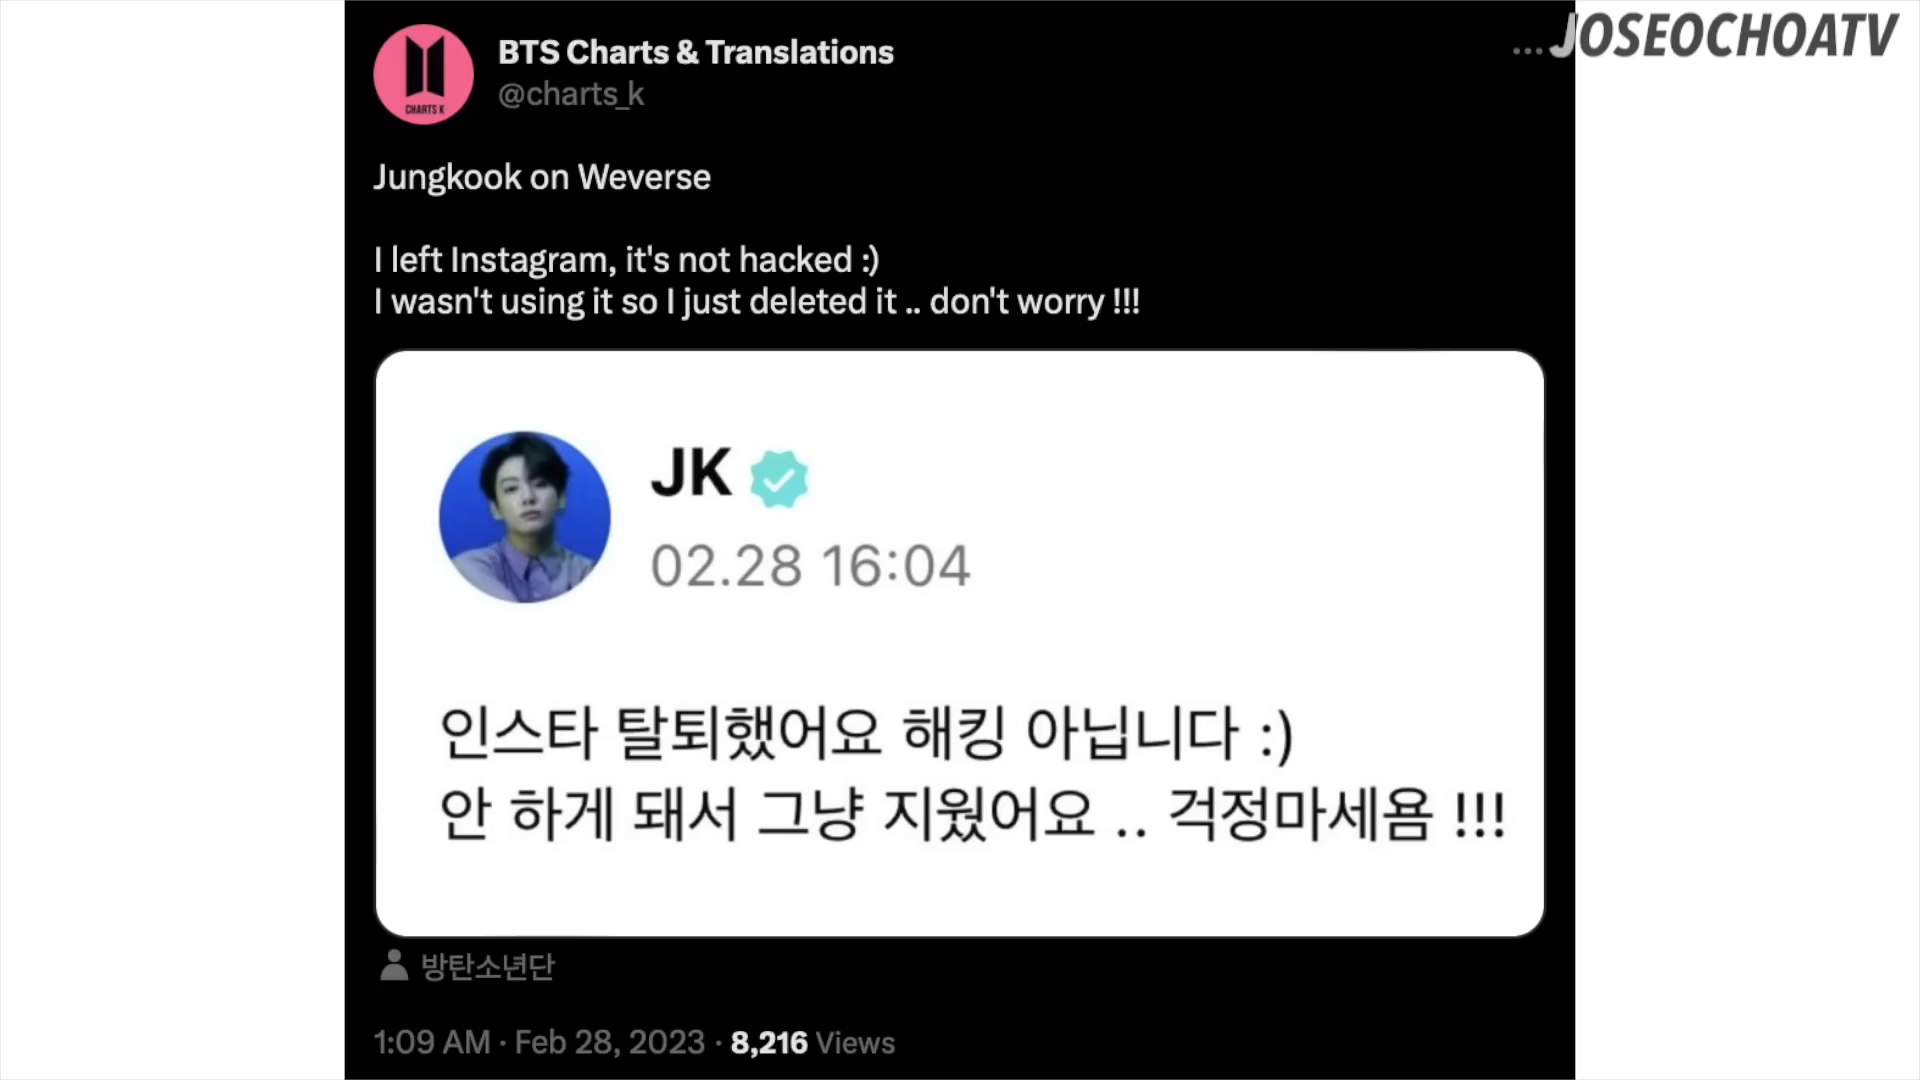 JOSEOCHOATV
BTS Charts & Translations
@charts_k
CHARTS K
Jungkook on Weverse
I left Instagram, it's not hacked :)
I wasn't using it so I just deleted it .. don't worry !!!
JK
02.28 16:04
인스타 탈퇴했어요 해킹 아닙니다 :)
안 하게 돼서 그냥 지웠어요 .. 걱정마세욤 !!!
방탄소년단
1:09 AM · Feb 28, 2023 · 8,216 Views